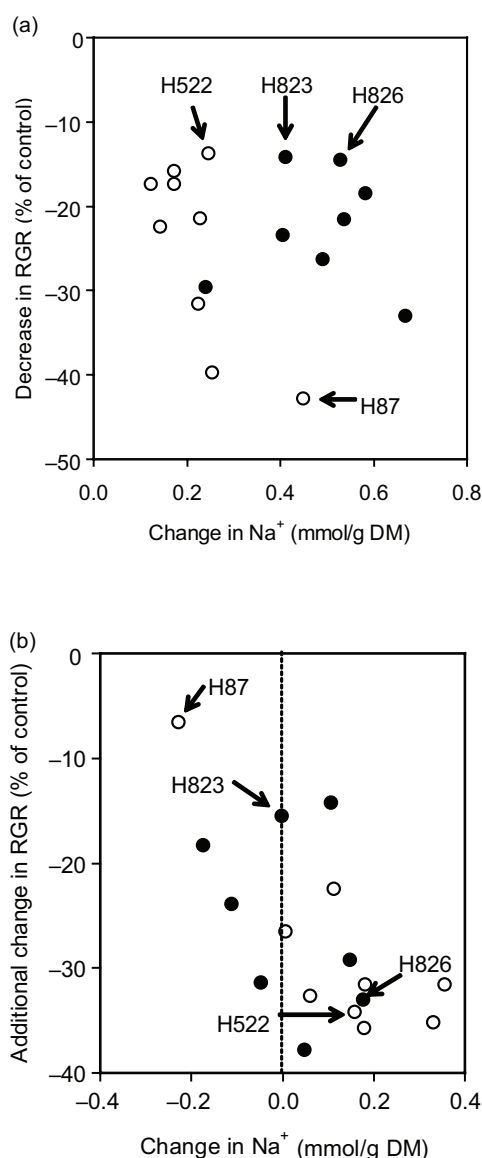 (a)
0
H522
H823
H826
–10
–20
–30
–40
H87
–50
0.0
0.2
0.4
0.6
0.8
Decrease in RGR (% of control)
Change in Na⁺ (mmol/g DM)
(b)
0
H87
–10
H823
–20
–30
H826
H522
–40
–0.4
–0.2
0.0
0.2
0.4
Additional change in RGR (% of control)
Change in Na⁺ (mmol/g DM)